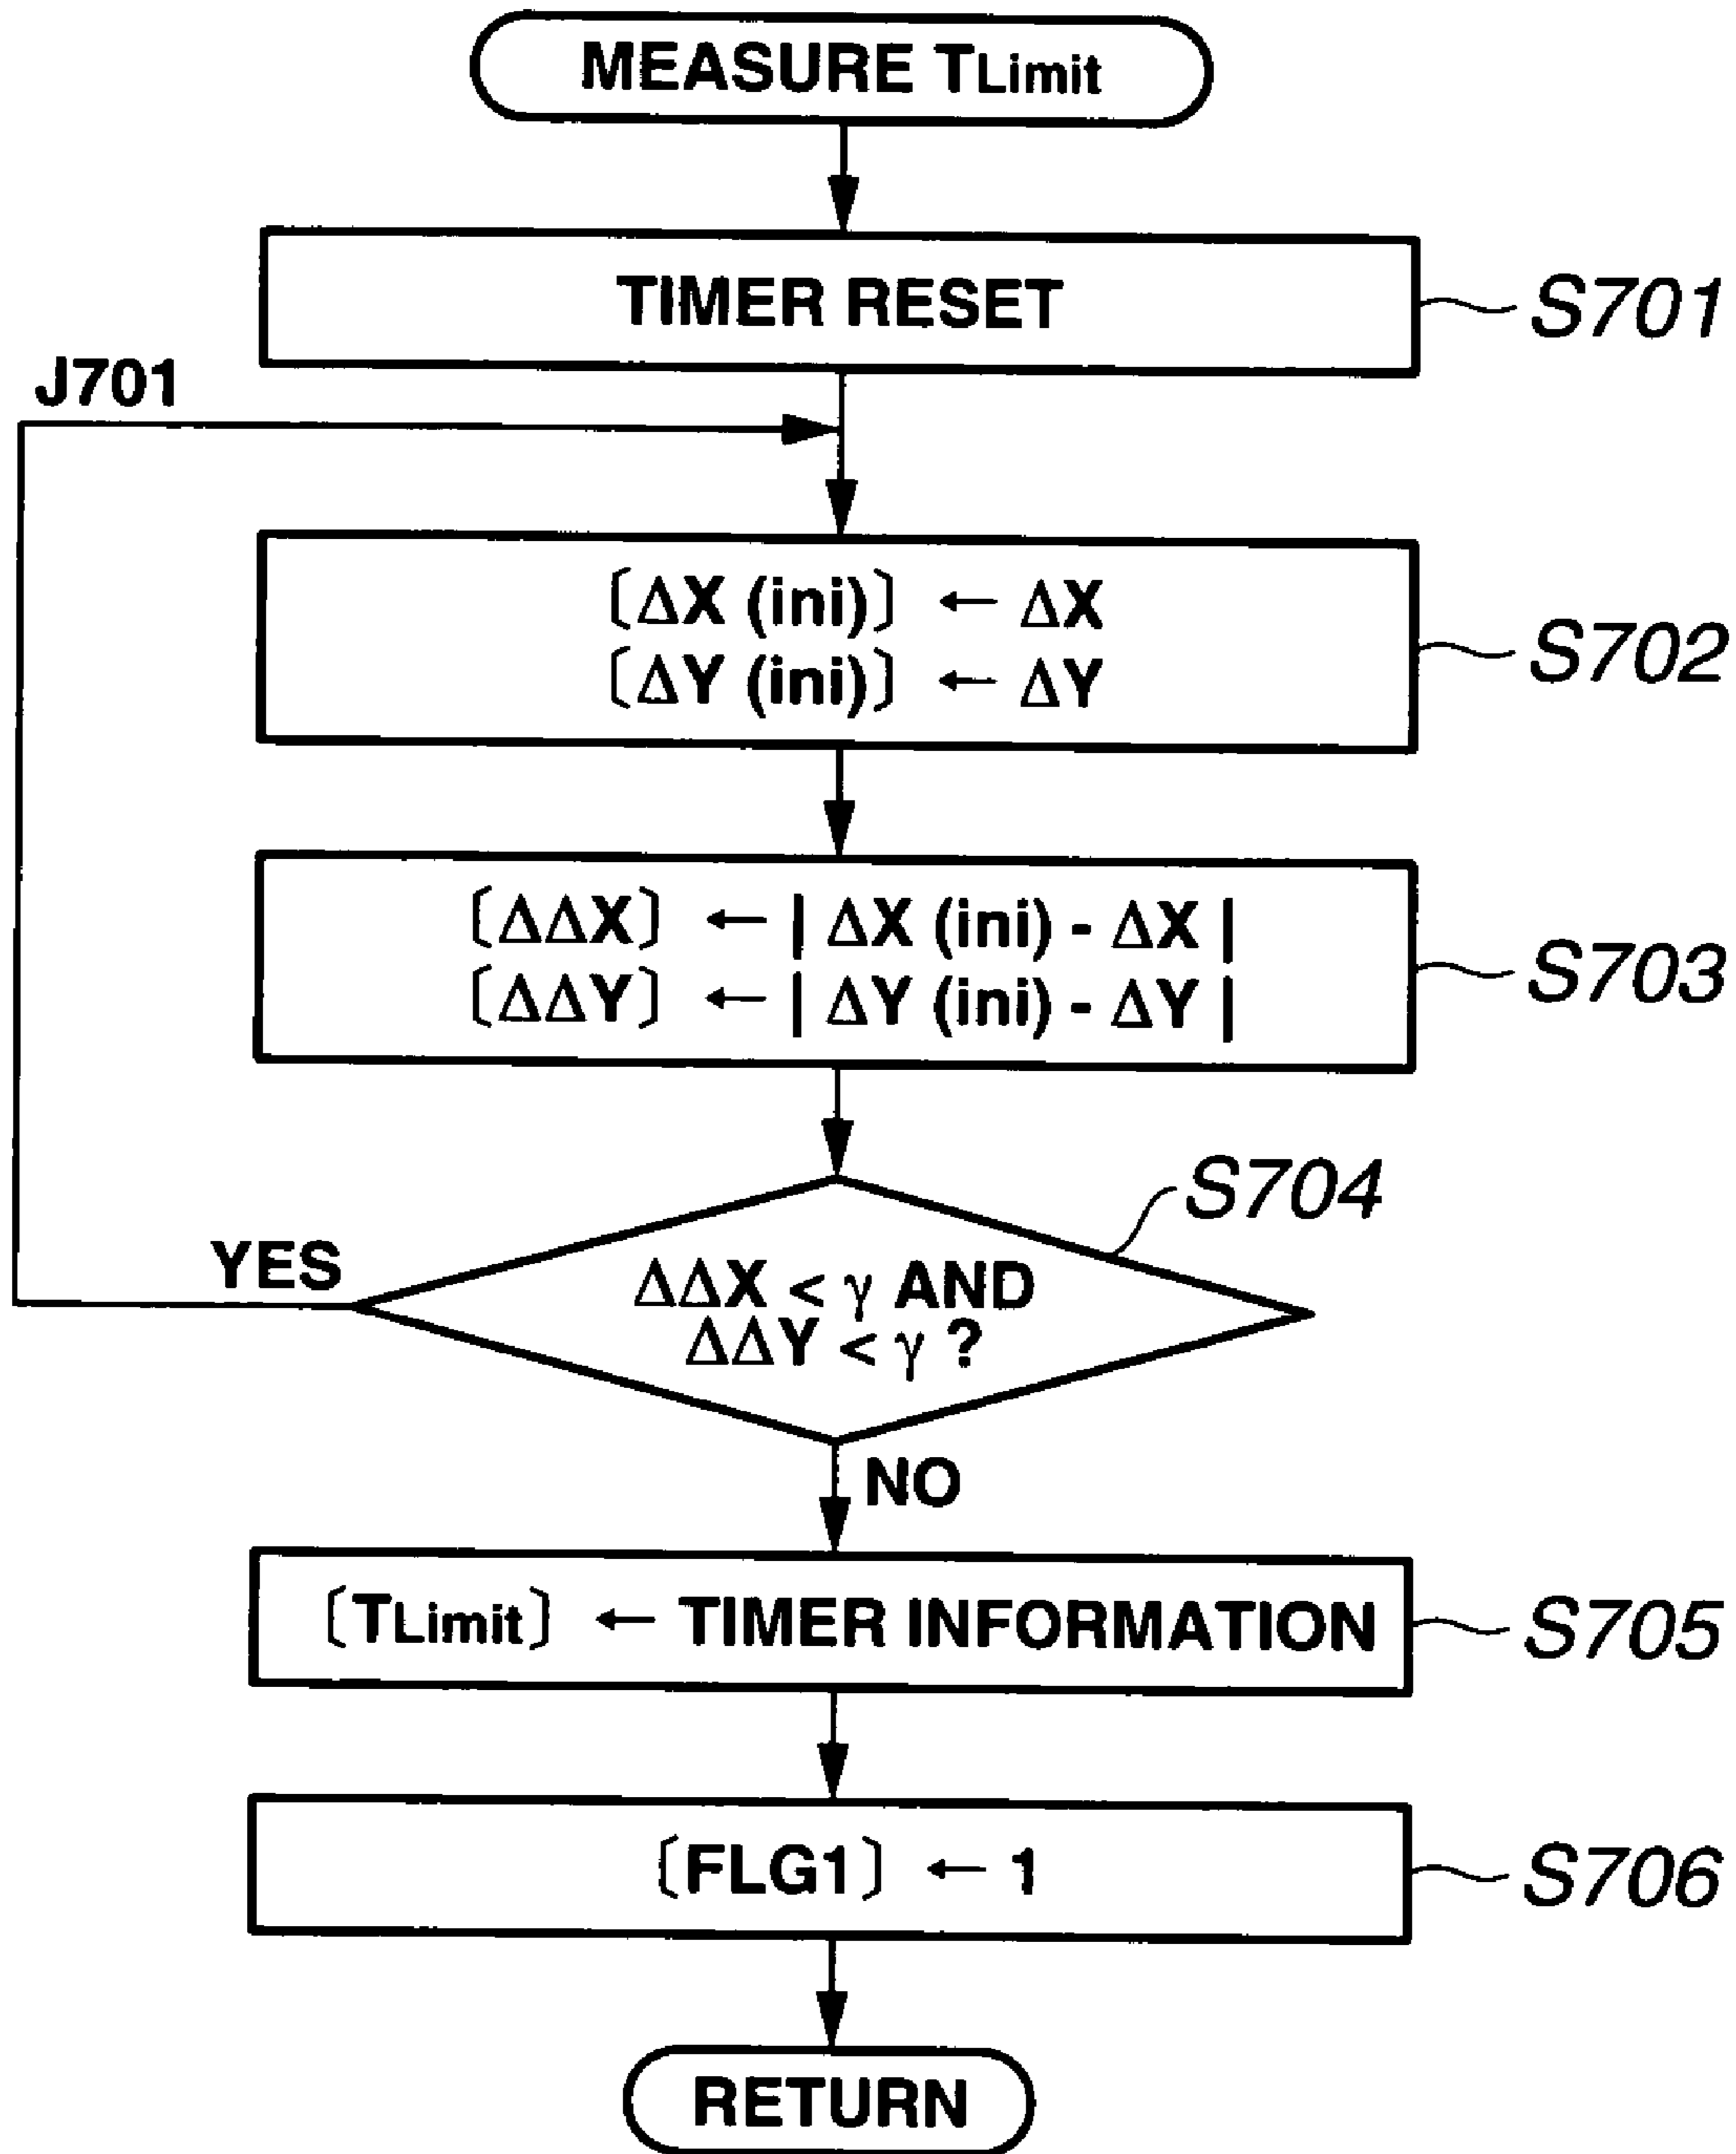 MEASURE TLimit
TIMER RESET
S701
J701
〔ΔX (ini)〕 ← ΔX
〔ΔY (ini)〕 ← ΔY
S702
〔ΔΔX〕 ← | ΔX (ini) - ΔX |
〔ΔΔY〕 ← | ΔY (ini) - ΔY |
S703
S704
YES
ΔΔX < γ AND
ΔΔY < γ ?
NO
〔TLimit〕 ← TIMER INFORMATION
S705
〔FLG1〕 ← 1
S706
RETURN